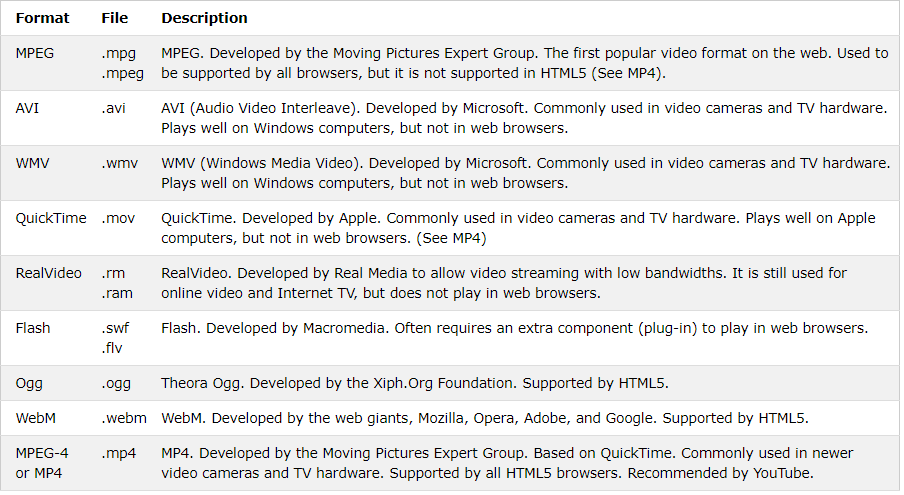 Format File Description
MPEG .mpg MPEG. Developed by the Moving Pictures Expert Group. The first popular video format on the web. Used to
.mpeg be supported by all browsers, but it is not supported in HTML5 (See MP4).
AVI .avi AVI (Audio Video Interleave). Developed by Microsoft. Commonly used in video cameras and TV hardware.
Plays well on Windows computers, but not in web browsers.
WMV .wmv WMV (Windows Media Video). Developed by Microsoft. Commonly used in video cameras and TV hardware.
Plays well on Windows computers, but not in web browsers.
QuickTime .mov QuickTime. Developed by Apple. Commonly used in video cameras and TV hardware. Plays well on Apple
computers, but not in web browsers. (See MP4)
RealVideo .rm RealVideo. Developed by Real Media to allow video streaming with low bandwidths. It is still used for
.ram online video and Internet TV, but does not play in web browsers.
Flash .swf Flash. Developed by Macromedia. Often requires an extra component (plug-in) to play in web browsers.
.flv
Ogg .ogg Theora Ogg. Developed by the Xiph.Org Foundation. Supported by HTML5.
WebM .webm WebM. Developed by the web giants, Mozilla, Opera, Adobe, and Google. Supported by HTML5.
MPEG-4 .mp4 MP4. Developed by the Moving Pictures Expert Group. Based on QuickTime. Commonly used in newer
or MP4 video cameras and TV hardware. Supported by all HTML5 browsers. Recommended by YouTube.